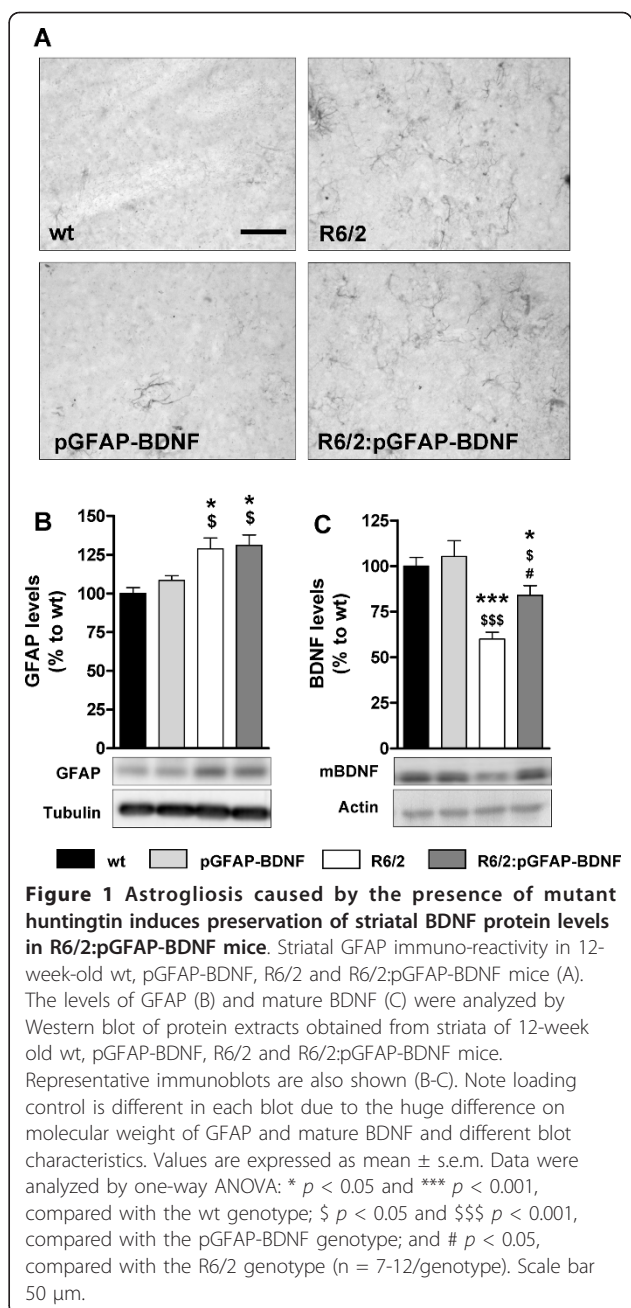 A
wt
R6/2
pGFAP-BDNF
R6/2:pGFAP-BDNF
B
GFAP levels
(% to wt)
150
125
100
75
50
25
0
*
$
*
$
GFAP
Tubulin
C
BDNF levels
(% to wt)
125
100
75
50
25
0
***
$$$
*
$
#
mBDNF
Actin
wt
pGFAP-BDNF
R6/2
R6/2:pGFAP-BDNF
Figure 1 Astrogliosis caused by the presence of mutant
huntingtin induces preservation of striatal BDNF protein levels
in R6/2:pGFAP-BDNF mice. Striatal GFAP immuno-reactivity in 12-
week-old wt, pGFAP-BDNF, R6/2 and R6/2:pGFAP-BDNF mice (A).
The levels of GFAP (B) and mature BDNF (C) were analyzed by
Western blot of protein extracts obtained from striata of 12-week
old wt, pGFAP-BDNF, R6/2 and R6/2:pGFAP-BDNF mice.
Representative immunoblots are also shown (B-C). Note loading
control is different in each blot due to the huge difference on
molecular weight of GFAP and mature BDNF and different blot
characteristics. Values are expressed as mean ± s.e.m. Data were
analyzed by one-way ANOVA: * p < 0.05 and *** p < 0.001,
compared with the wt genotype; $ p < 0.05 and $$$ p < 0.001,
compared with the pGFAP-BDNF genotype; and # p < 0.05,
compared with the R6/2 genotype (n = 7-12/genotype). Scale bar
50 μm.